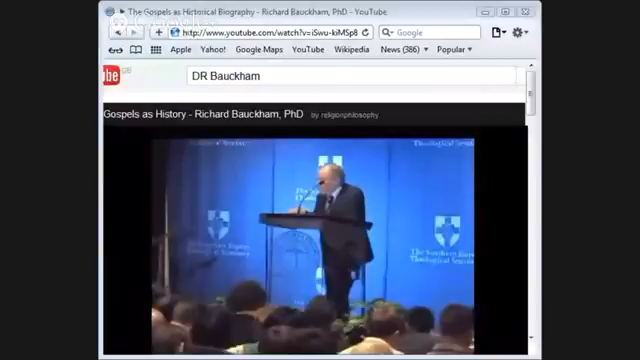 The Gospels as Historical Biography - Richard Bauckham, PhD - YouTube
http://www.youtube.com/watch?v=iSwu-kiMSp8
Google
Apple Yahoo! Google Maps YouTube Wikipedia News (386) Popular
DR Bauckham
Gospels as History - Richard Bauckham, PhD by religionphilosophy
Theological Seminary
The Southern Baptist
Theological Seminary